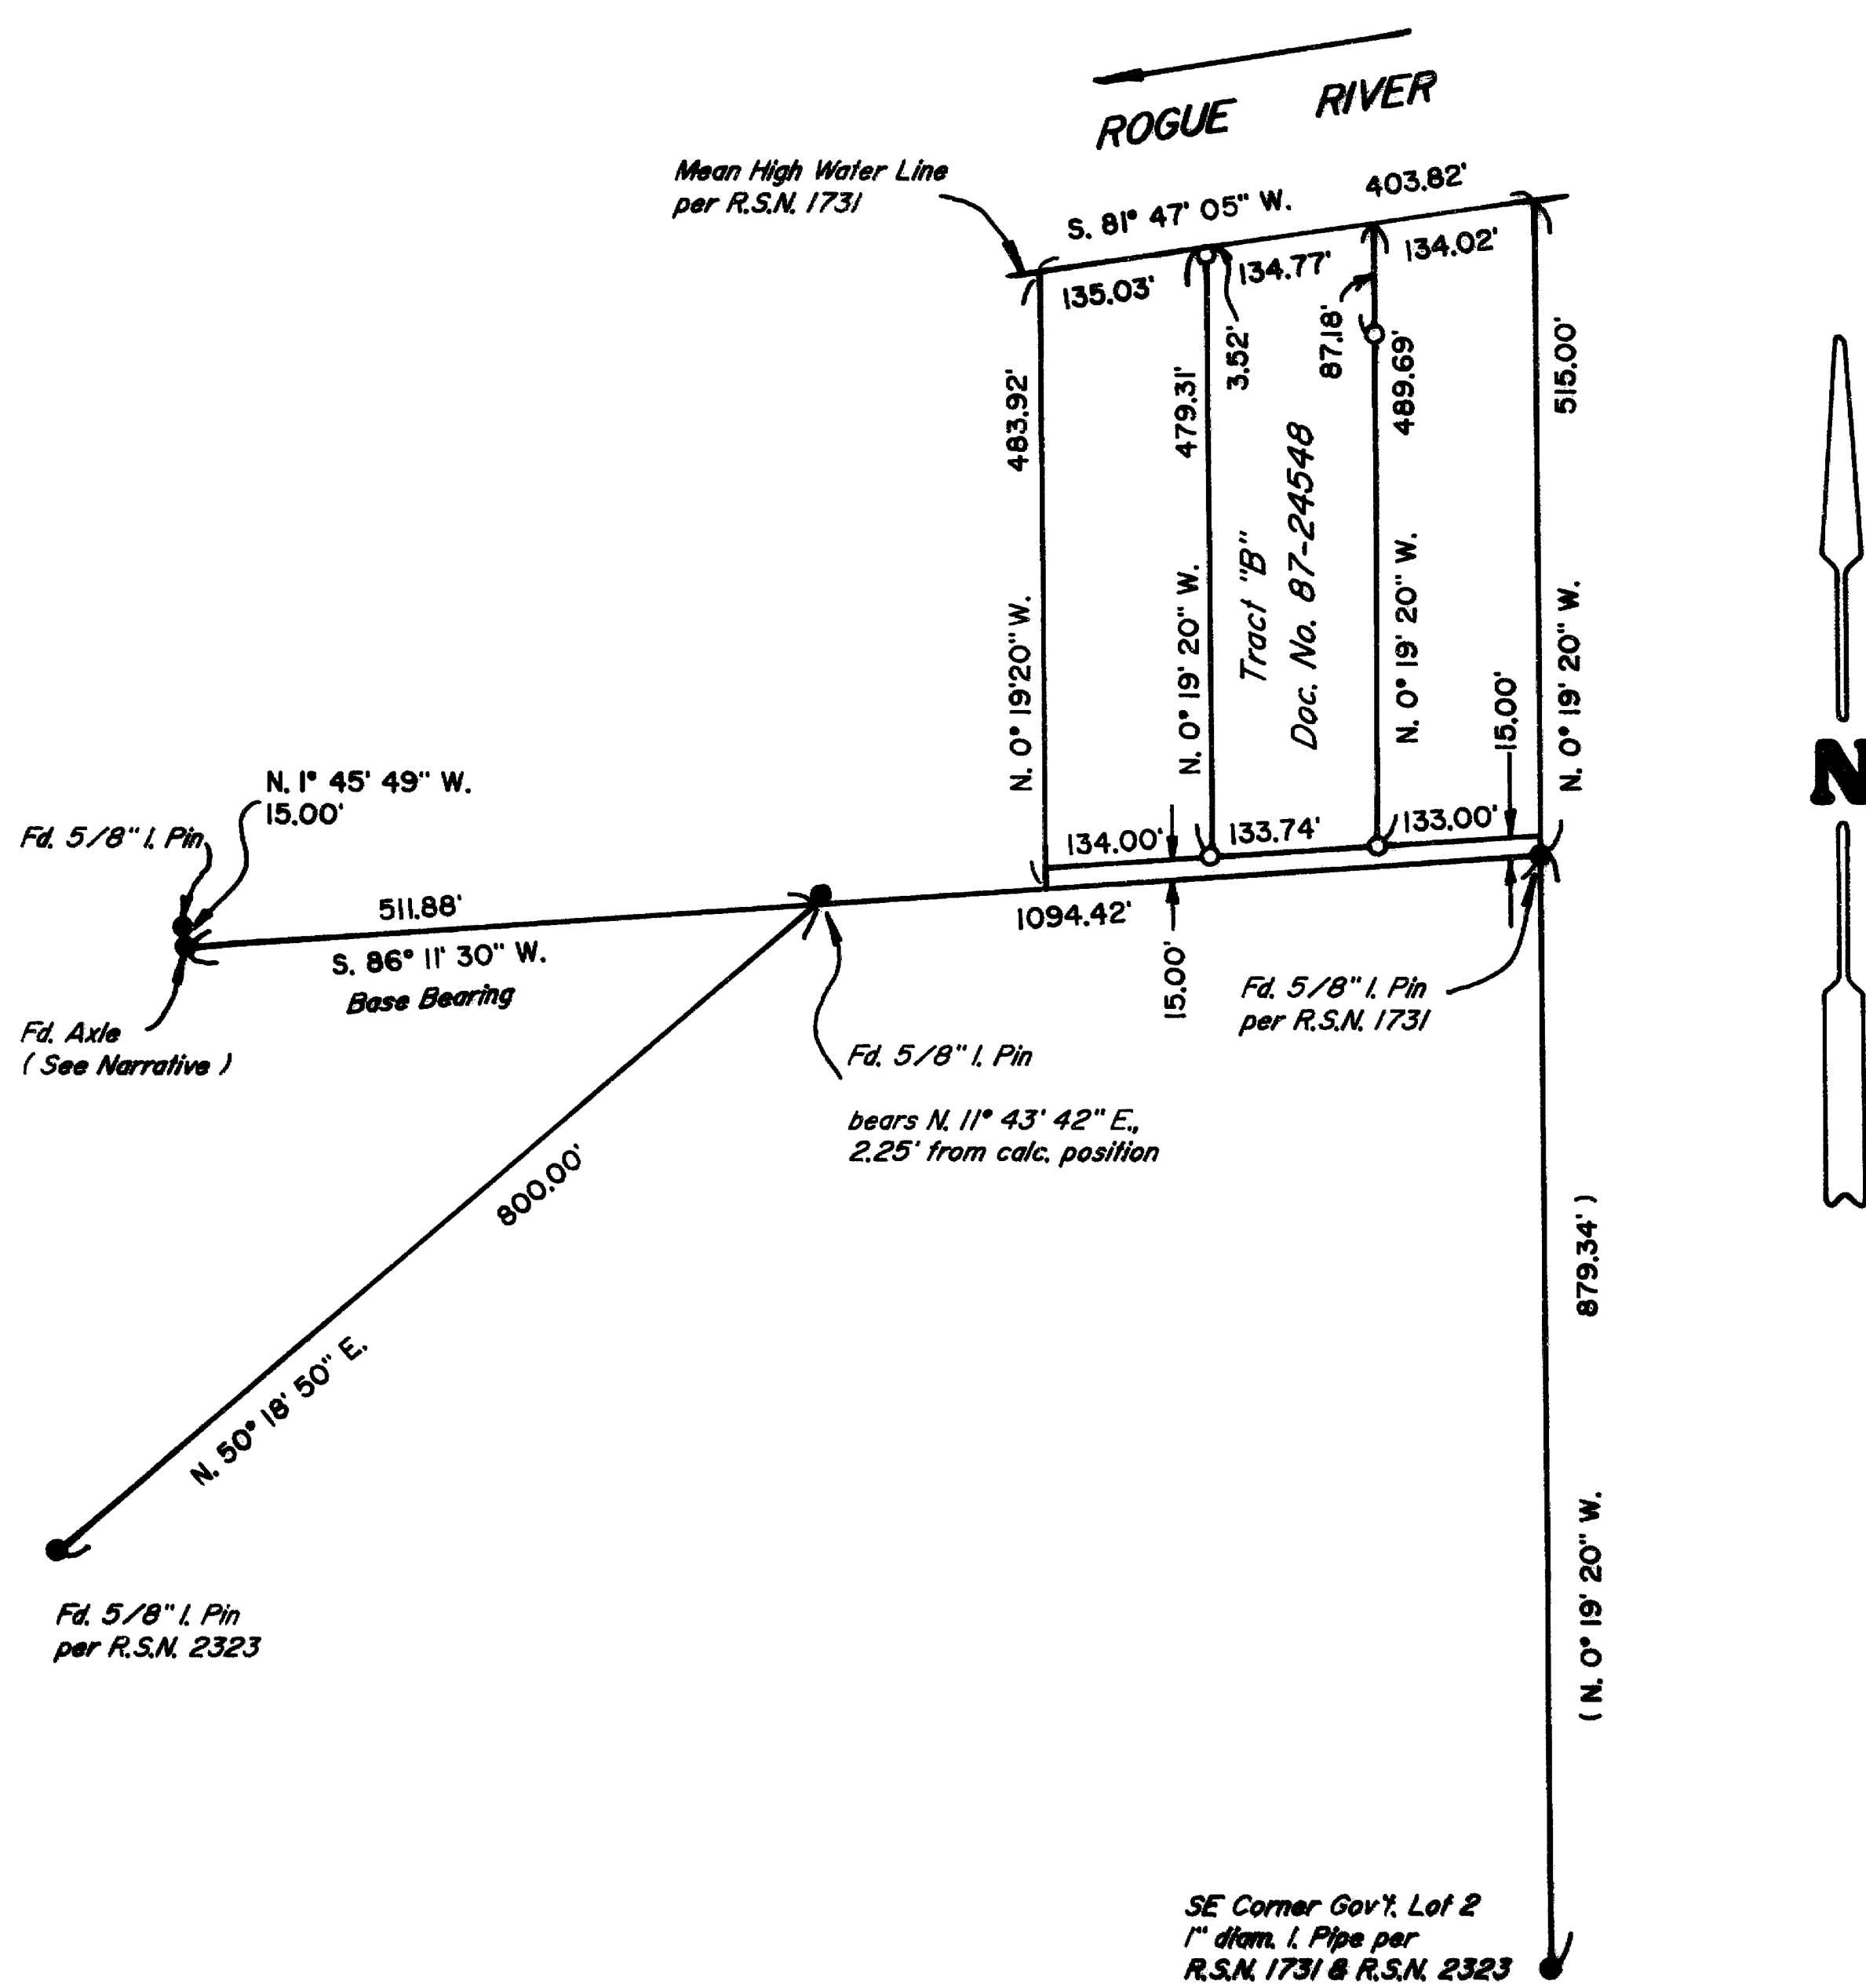 ROGUE RIVER
Mean High Water Line
per R.S.N. 1731
S. 81° 47' 05" W.
403.82'
135.03'
134.77'
134.02'
3.52'
87.18'
483.92'
479.31'
489.69'
515.00'
N. 0° 19' 20" W.
N. 0° 19' 20" W.
Tract "B"
Doc. No. 87-24548
N. 0° 19' 20" W.
N. 0° 19' 20" W.
15.00'
N
N. 1° 45' 49" W.
15.00'
Fd. 5/8" I. Pin
134.00'
133.74'
133.00'
511.88'
1094.42'
S. 86° 11' 30" W.
Base Bearing
15.00'
Fd. 5/8" I. Pin
per R.S.N. 1731
Fd. Axle
( See Narrative )
Fd. 5/8" I. Pin
bears N. 11° 43' 42" E.,
2.25' from calc. position
800.00'
N. 50° 18' 50" E.
879.34' )
( N. 0° 19' 20" W.
Fd. 5/8" I. Pin
per R.S.N. 2323
SE Corner Gov't. Lot 2
1" diam. I. Pipe per
R.S.N. 1731 & R.S.N. 2323